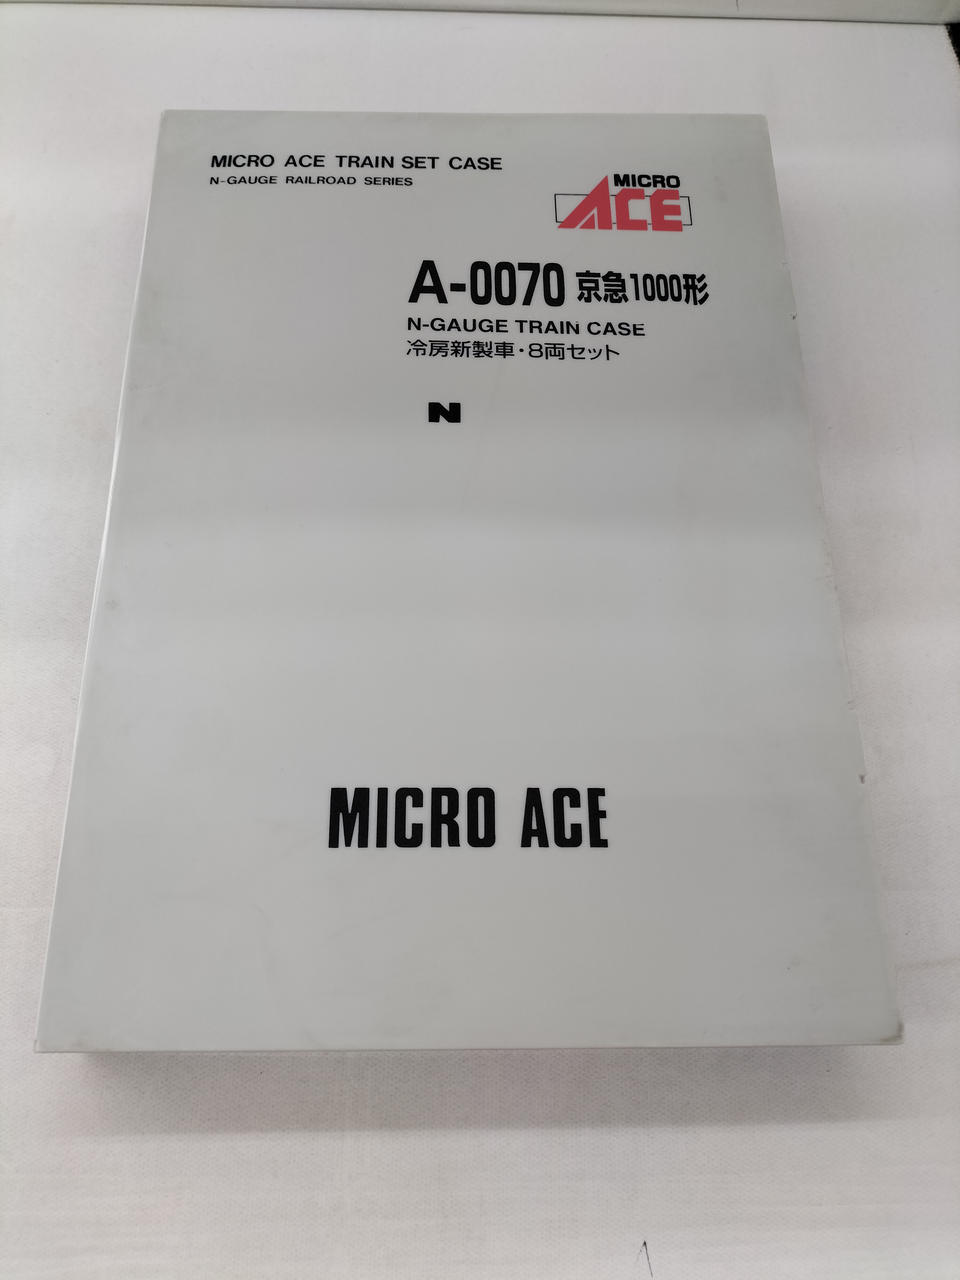 MICRO ACE TRAIN SET CASE
N-GAUGE RAILROAD SERIES
MICRO
ACE
A-0070 京急1000形
N-GAUGE TRAIN CASE
冷房新製車・8両セット
N
MICRO ACE